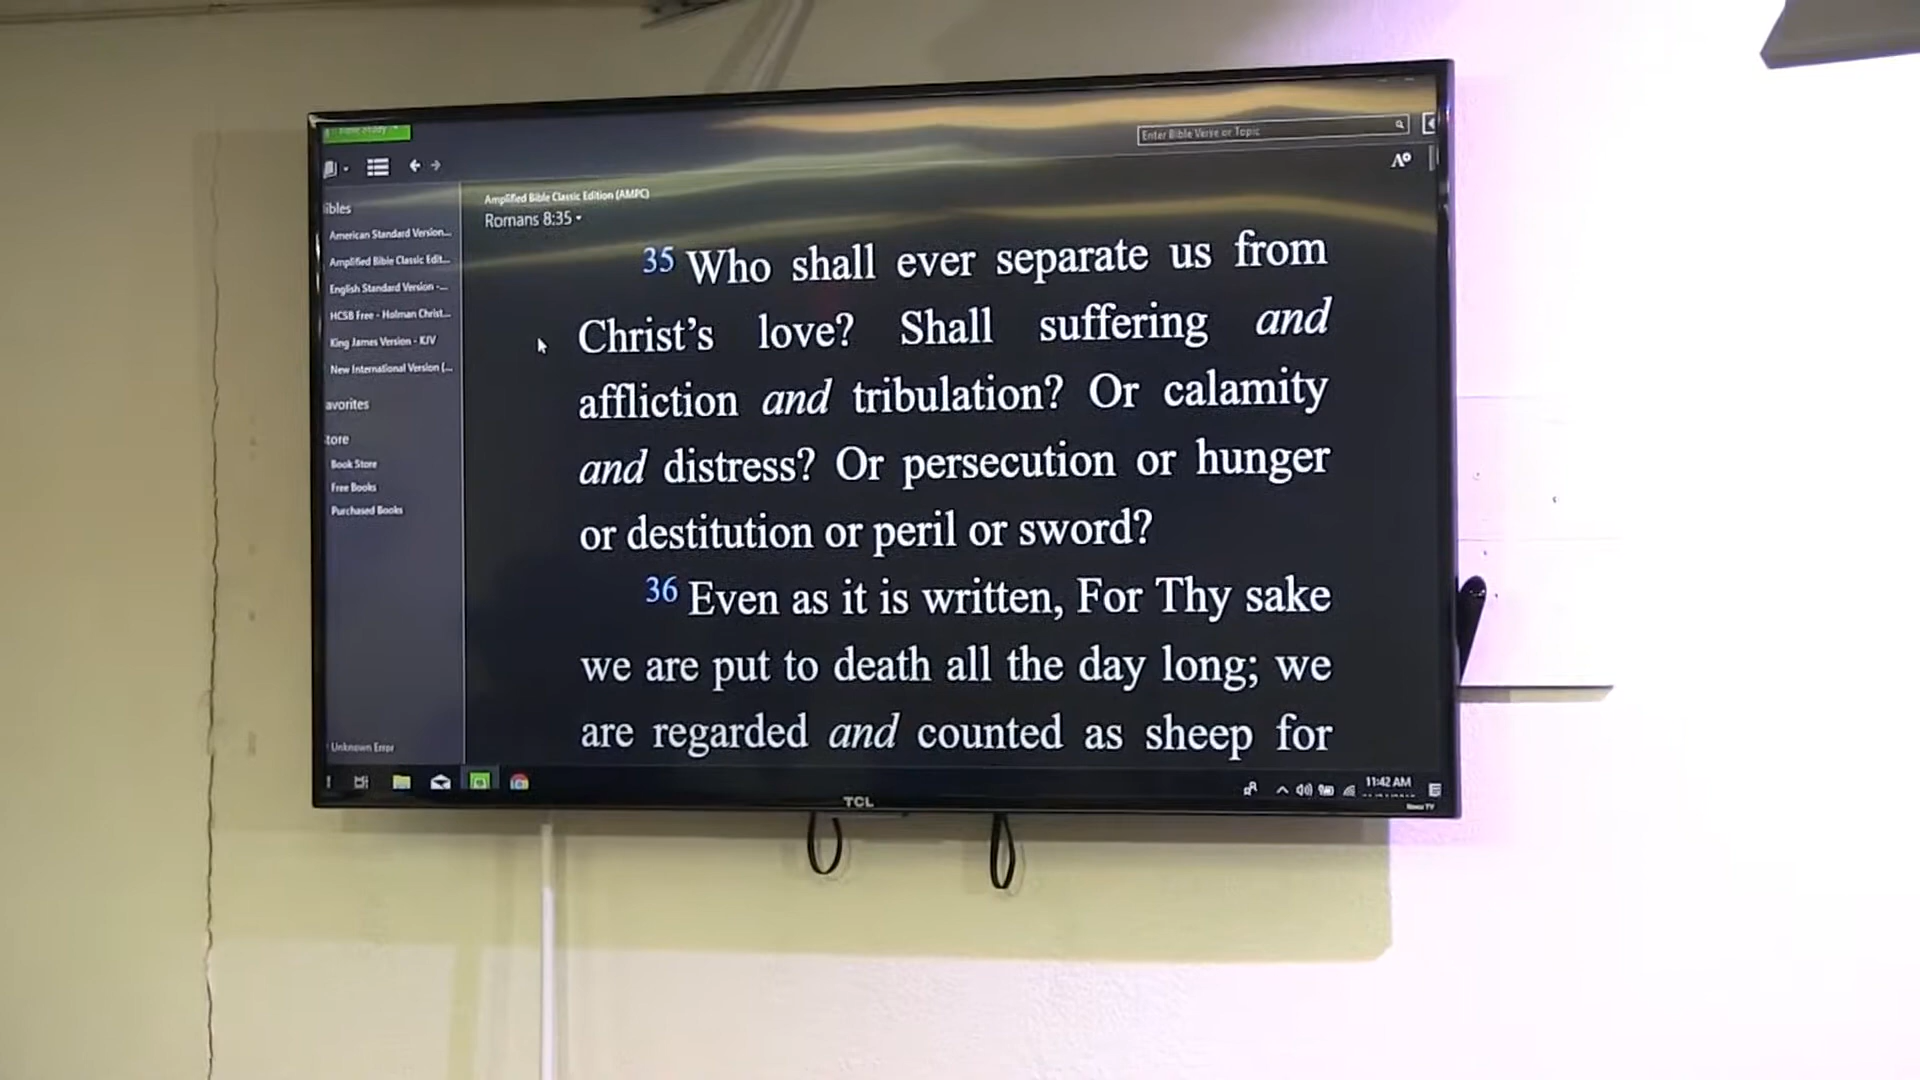 New Study
Enter Bible Verse or Topic
Amplified Bible Classic Edition (AMPC)
Romans 8:35
ibles
American Standard Version...
Amplified Bible Classic Edit...
English Standard Version -...
HCSB Free - Holman Christ...
King James Version - KJV
New International Version (...
avorites
tore
Book Store
Free Books
Purchased Books
Unknown Error
35 Who shall ever separate us from
Christ’s love? Shall suffering and
affliction and tribulation? Or calamity
and distress? Or persecution or hunger
or destitution or peril or sword?
36 Even as it is written, For Thy sake
we are put to death all the day long; we
are regarded and counted as sheep for
11:42 AM
TCL
Roku TV